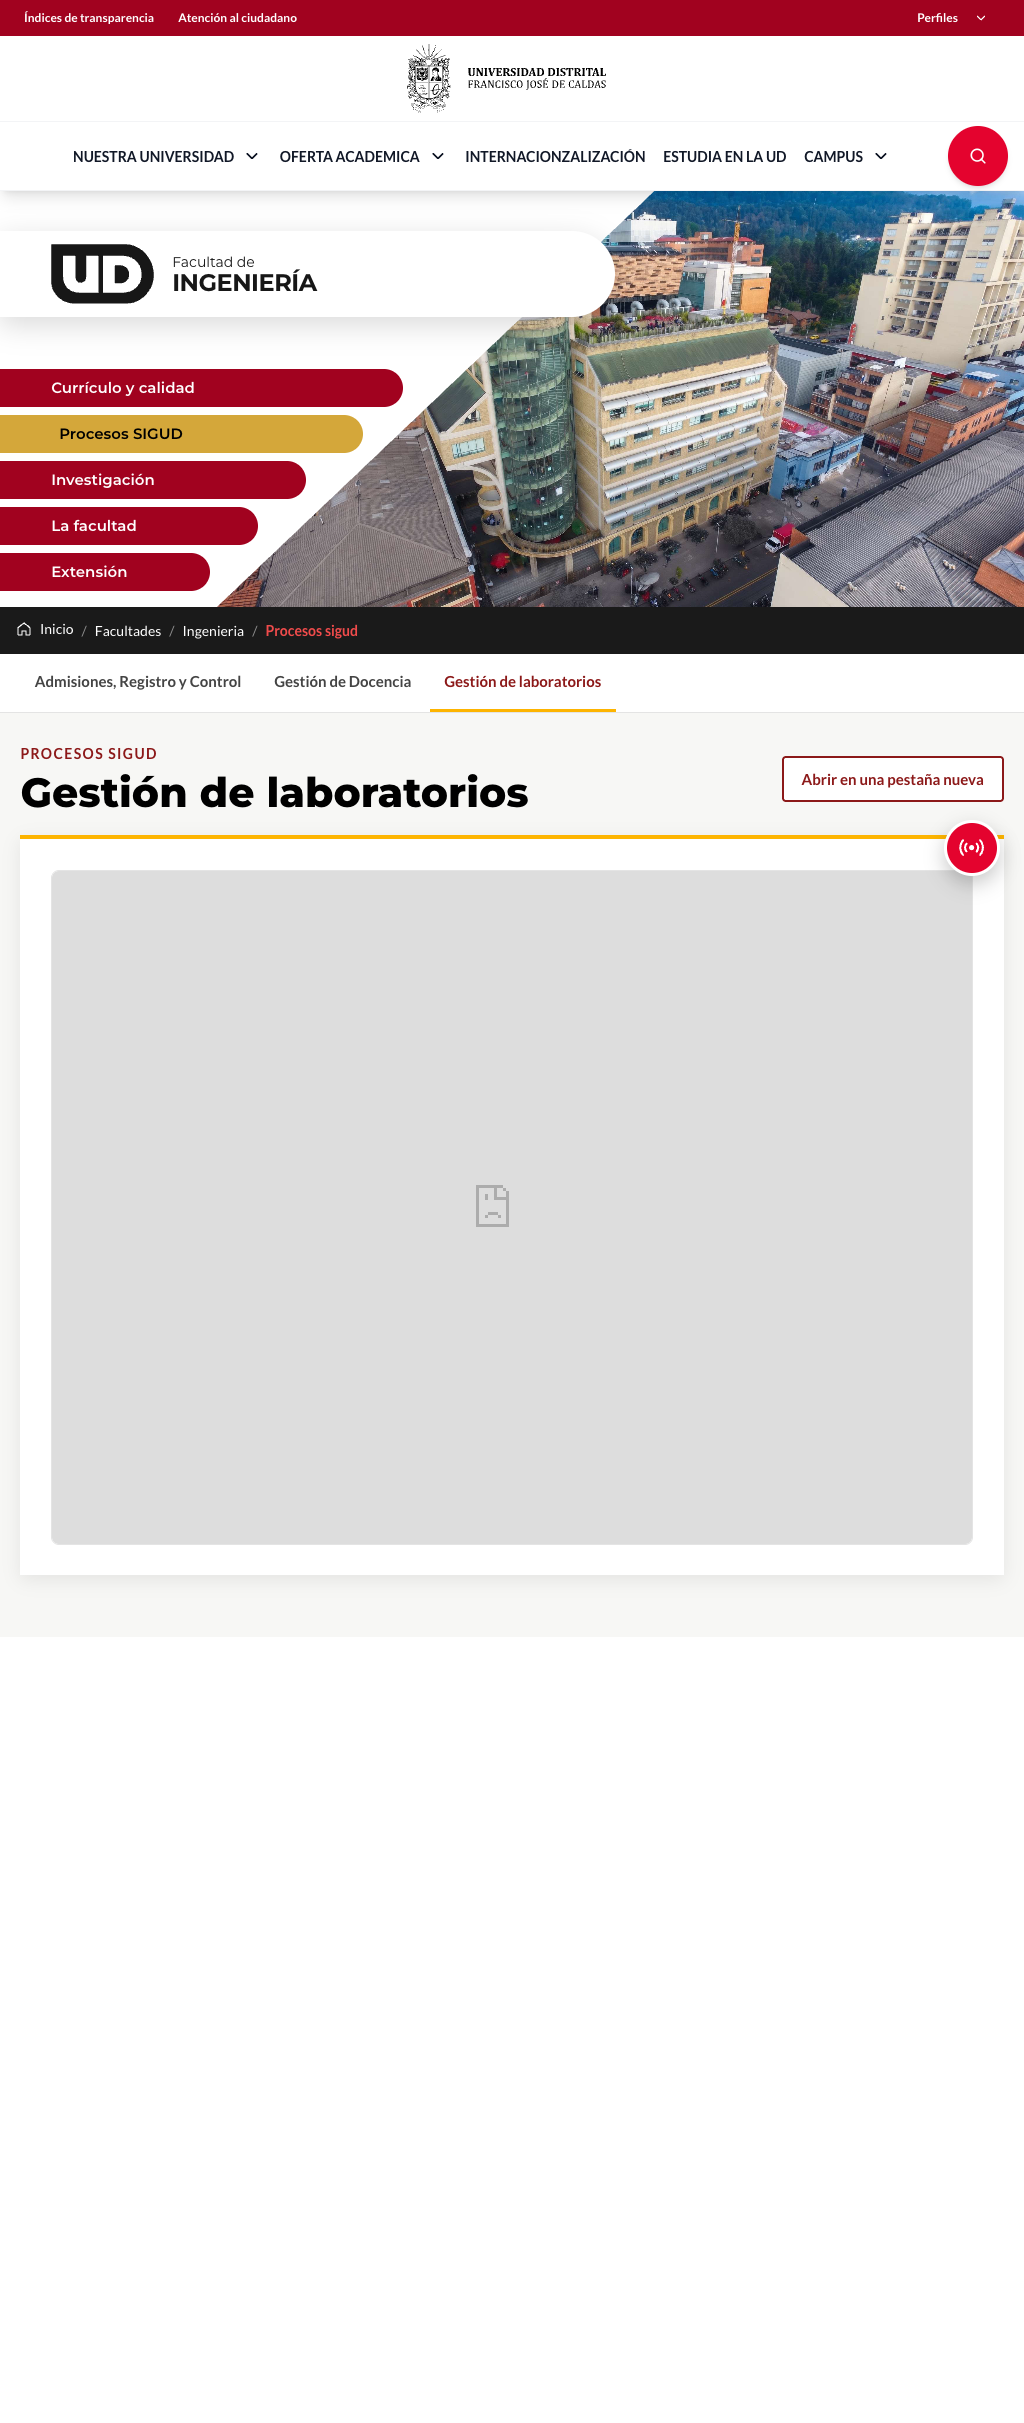 Índices de transparencia
Atención al ciudadano
Perfiles
UNIVERSIDAD DISTRITAL
FRANCISCO JOSÉ DE CALDAS
NUESTRA UNIVERSIDAD
OFERTA ACADEMICA
INTERNACIONZALIZACIÓN
ESTUDIA EN LA UD
CAMPUS
UD
Facultad de
INGENIERÍA
Currículo y calidad
Procesos SIGUD
Investigación
La facultad
Extensión
Inicio / Facultades / Ingenieria / Procesos sigud
Admisiones, Registro y Control
Gestión de Docencia
Gestión de laboratorios
PROCESOS SIGUD
Gestión de laboratorios
Abrir en una pestaña nueva